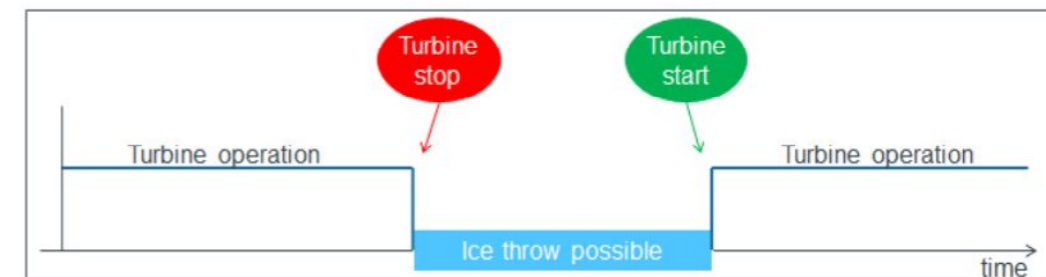 Turbine
stop
Turbine
start
Turbine operation
Turbine operation
Ice throw possible
time